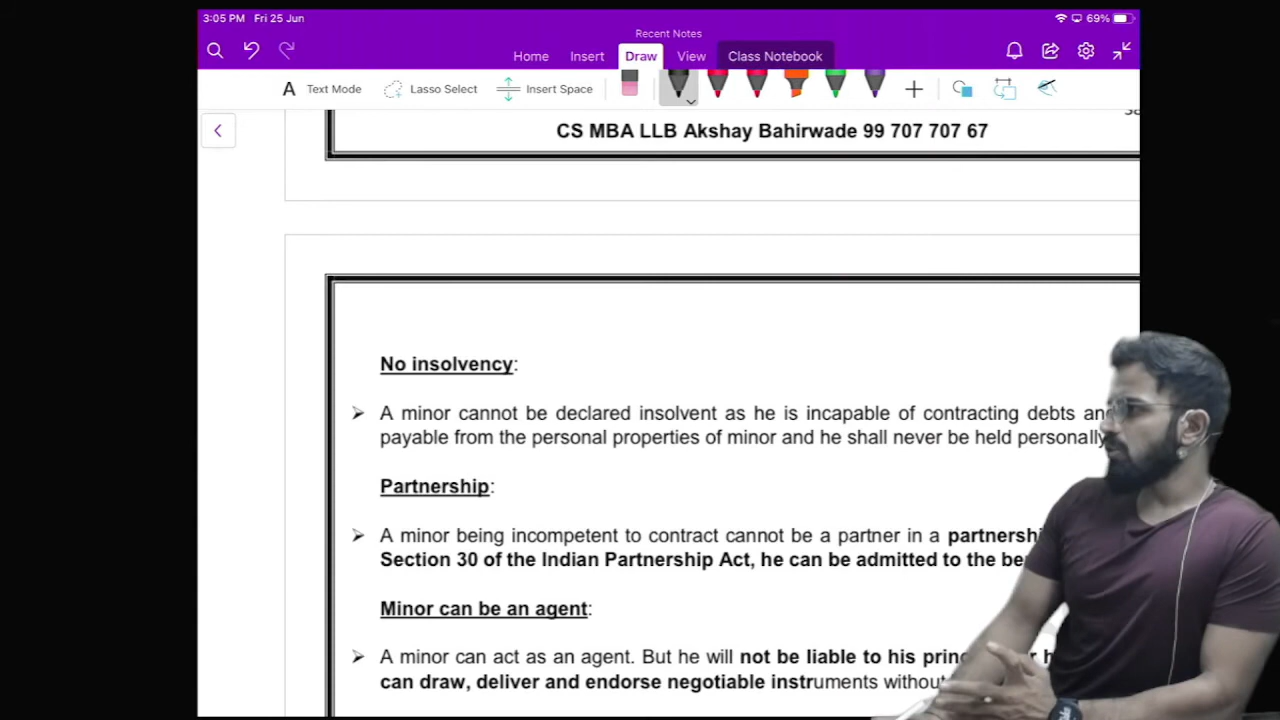 3:05 PM Fri 25 Jun
69%
Recent Notes
Home Insert Draw View Class Notebook
A Text Mode Lasso Select Insert Space
CS MBA LLB Akshay Bahirwade 99 707 707 67
No insolvency:
➢ A minor cannot be declared insolvent as he is incapable of contracting debts and
payable from the personal properties of minor and he shall never be held personally
Partnership:
➢ A minor being incompetent to contract cannot be a partner in a
Section 30 of the Indian Partnership Act, he can be admitted to the
Minor can be an agent:
➢ A minor can act as an agent. But he will not be liable to his
can draw, deliver and endorse negotiable instruments